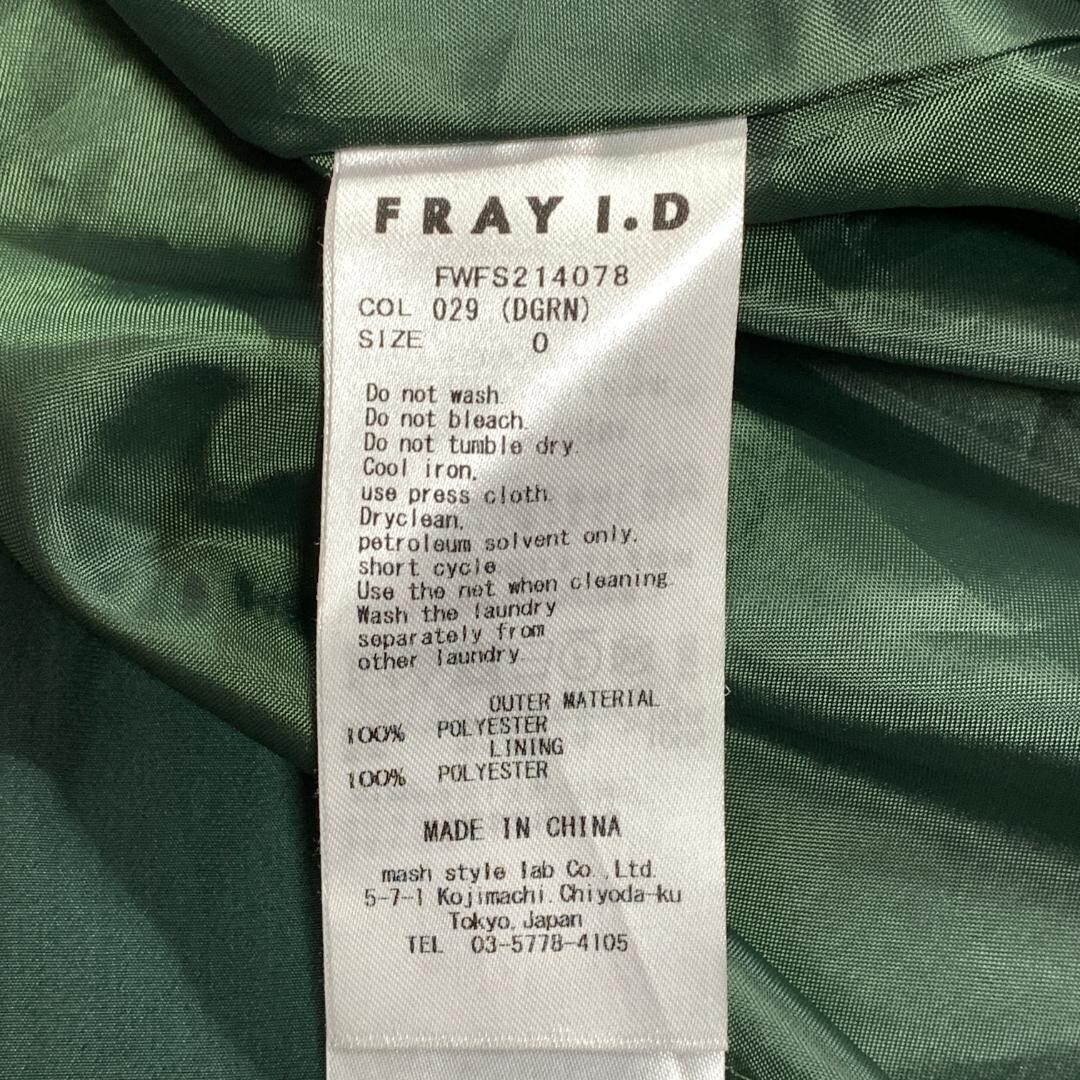 FRAY I.D
FWFS214078
COL 029 (DGRN)
SIZE 0
Do not wash.
Do not bleach.
Do not tumble dry.
Cool iron.
use press cloth.
Dryclean.
petroleum solvent only.
short cycle
Use the net when cleaning.
Wash the laundry
separately from
other laundry.
OUTER MATERIAL
100% POLYESTER
LINING
100% POLYESTER
MADE IN CHINA
mash style lab Co.,Ltd.
5-7-1 Kojimachi.Chiyoda-ku
Tokyo.Japan
TEL 03-5778-4105